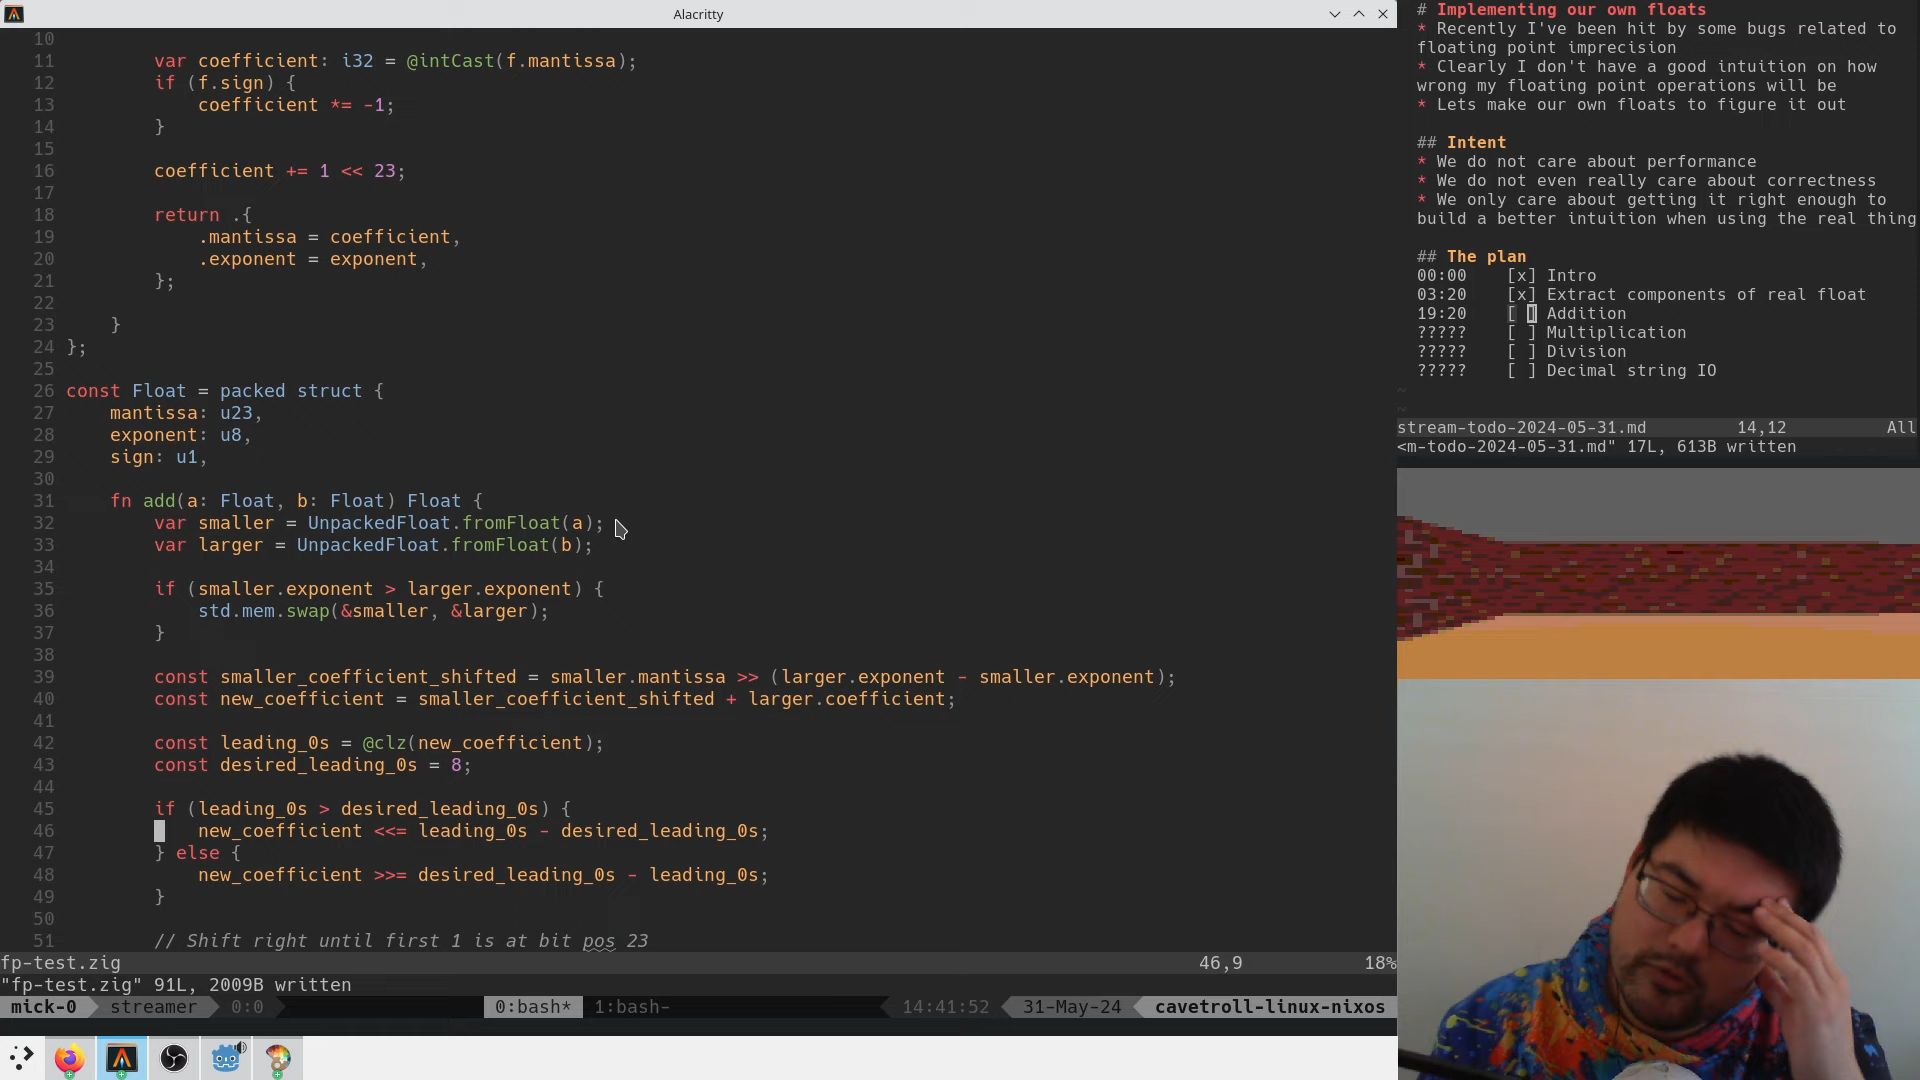 Alacritty
10
11 var coefficient: i32 = @intCast(f.mantissa);
12 if (f.sign) {
13 coefficient *= -1;
14 }
15
16 coefficient += 1 << 23;
17
18 return .{
19 .mantissa = coefficient,
20 .exponent = exponent,
21 };
22
23 }
24 };
25
26 const Float = packed struct {
27 mantissa: u23,
28 exponent: u8,
29 sign: u1,
30
31 fn add(a: Float, b: Float) Float {
32 var smaller = UnpackedFloat.fromFloat(a);
33 var larger = UnpackedFloat.fromFloat(b);
34
35 if (smaller.exponent > larger.exponent) {
36 std.mem.swap(&smaller, &larger);
37 }
38
39 const smaller_coefficient_shifted = smaller.mantissa >> (larger.exponent - smaller.exponent);
40 const new_coefficient = smaller_coefficient_shifted + larger.coefficient;
41
42 const leading_0s = @clz(new_coefficient);
43 const desired_leading_0s = 8;
44
45 if (leading_0s > desired_leading_0s) {
46 new_coefficient <<= leading_0s - desired_leading_0s;
47 } else {
48 new_coefficient >>= desired_leading_0s - leading_0s;
49 }
50
51 // Shift right until first 1 is at bit pos 23
fp-test.zig 46,9 18%
"fp-test.zig" 91L, 2009B written
mick-0 streamer 0:0 0:bash* 1:bash- 14:41:52 31-May-24 cavetroll-linux-nixos
# Implementing our own floats
* Recently I've been hit by some bugs related to
floating point imprecision
* Clearly I don't have a good intuition on how
wrong my floating point operations will be
* Lets make our own floats to figure it out
## Intent
* We do not care about performance
* We do not even really care about correctness
* We only care about getting it right enough to
build a better intuition when using the real thing
## The plan
00:00 [x] Intro
03:20 [x] Extract components of real float
19:20 [ ] Addition
????? [ ] Multiplication
????? [ ] Division
????? [ ] Decimal string IO
~
~
stream-todo-2024-05-31.md 14,12 All
<m-todo-2024-05-31.md" 17L, 613B written